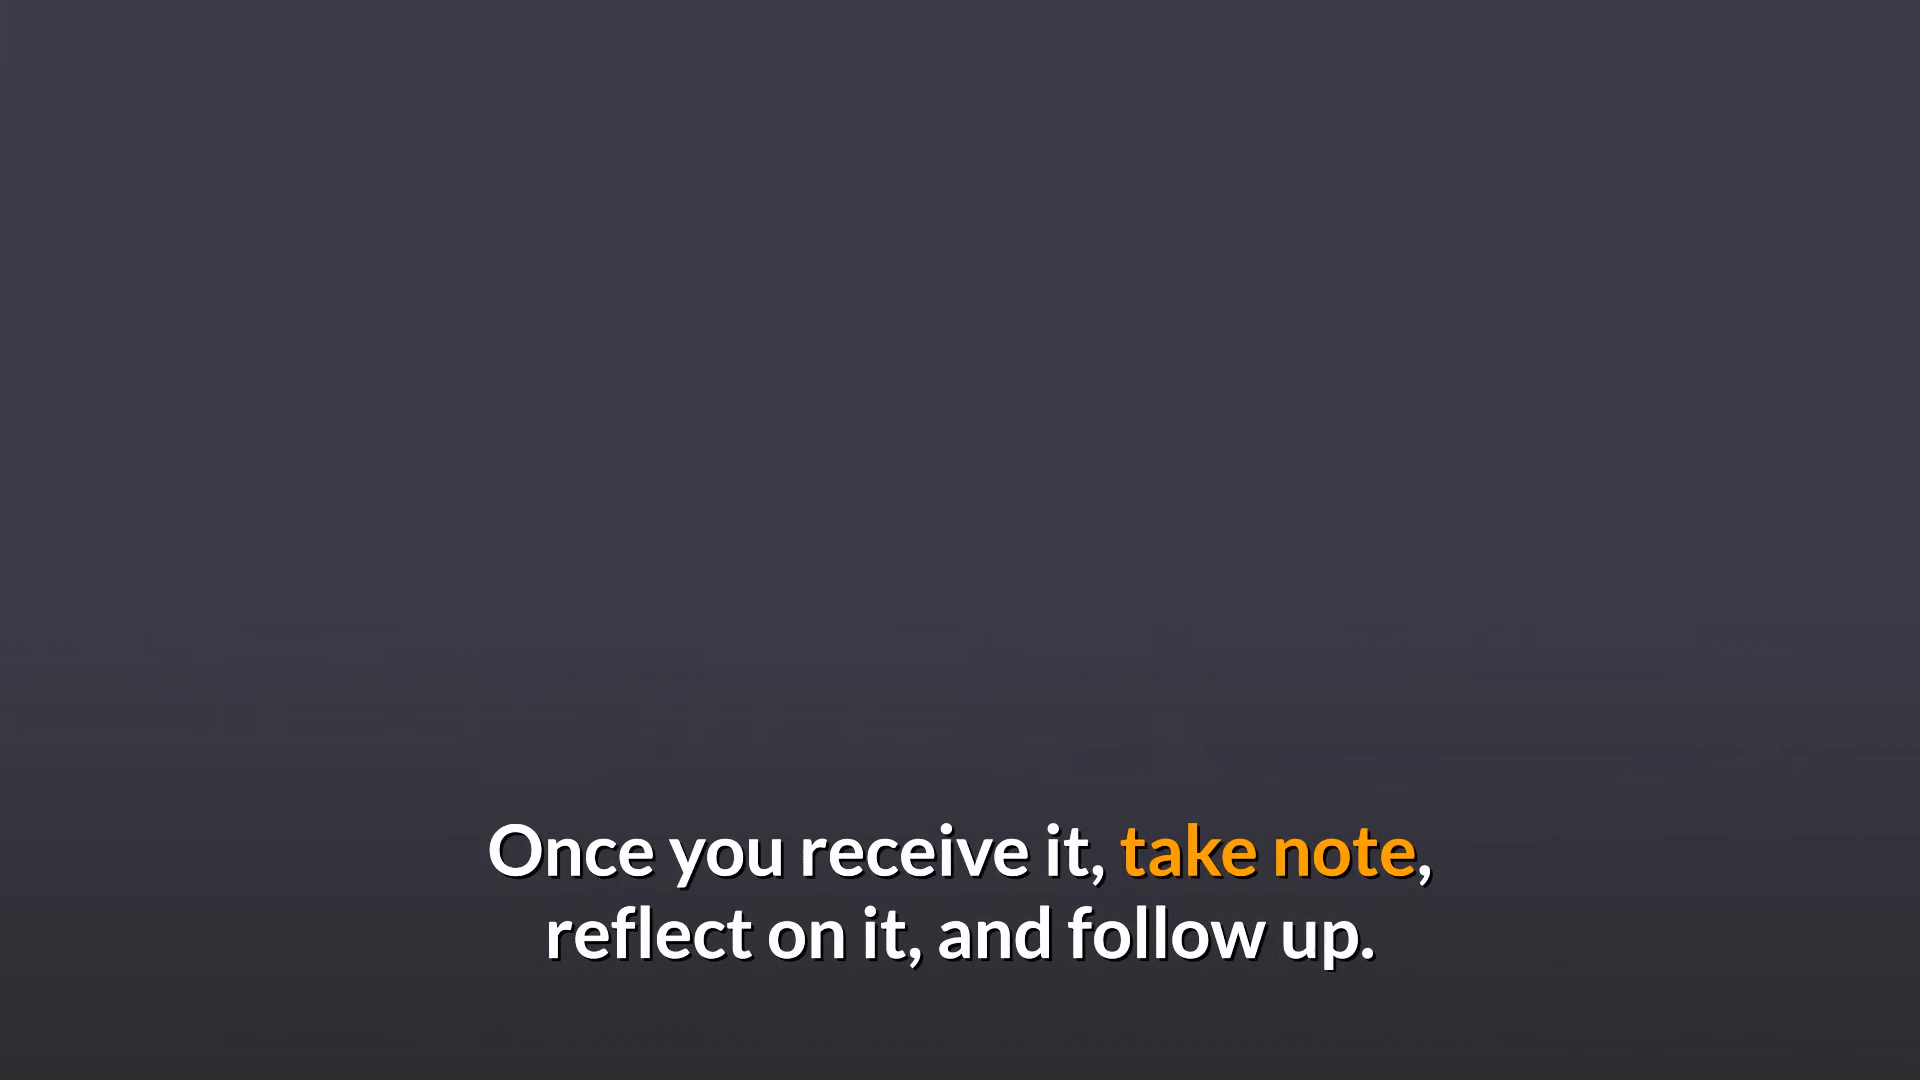 Once you receive it, take note,
reflect on it, and follow up.